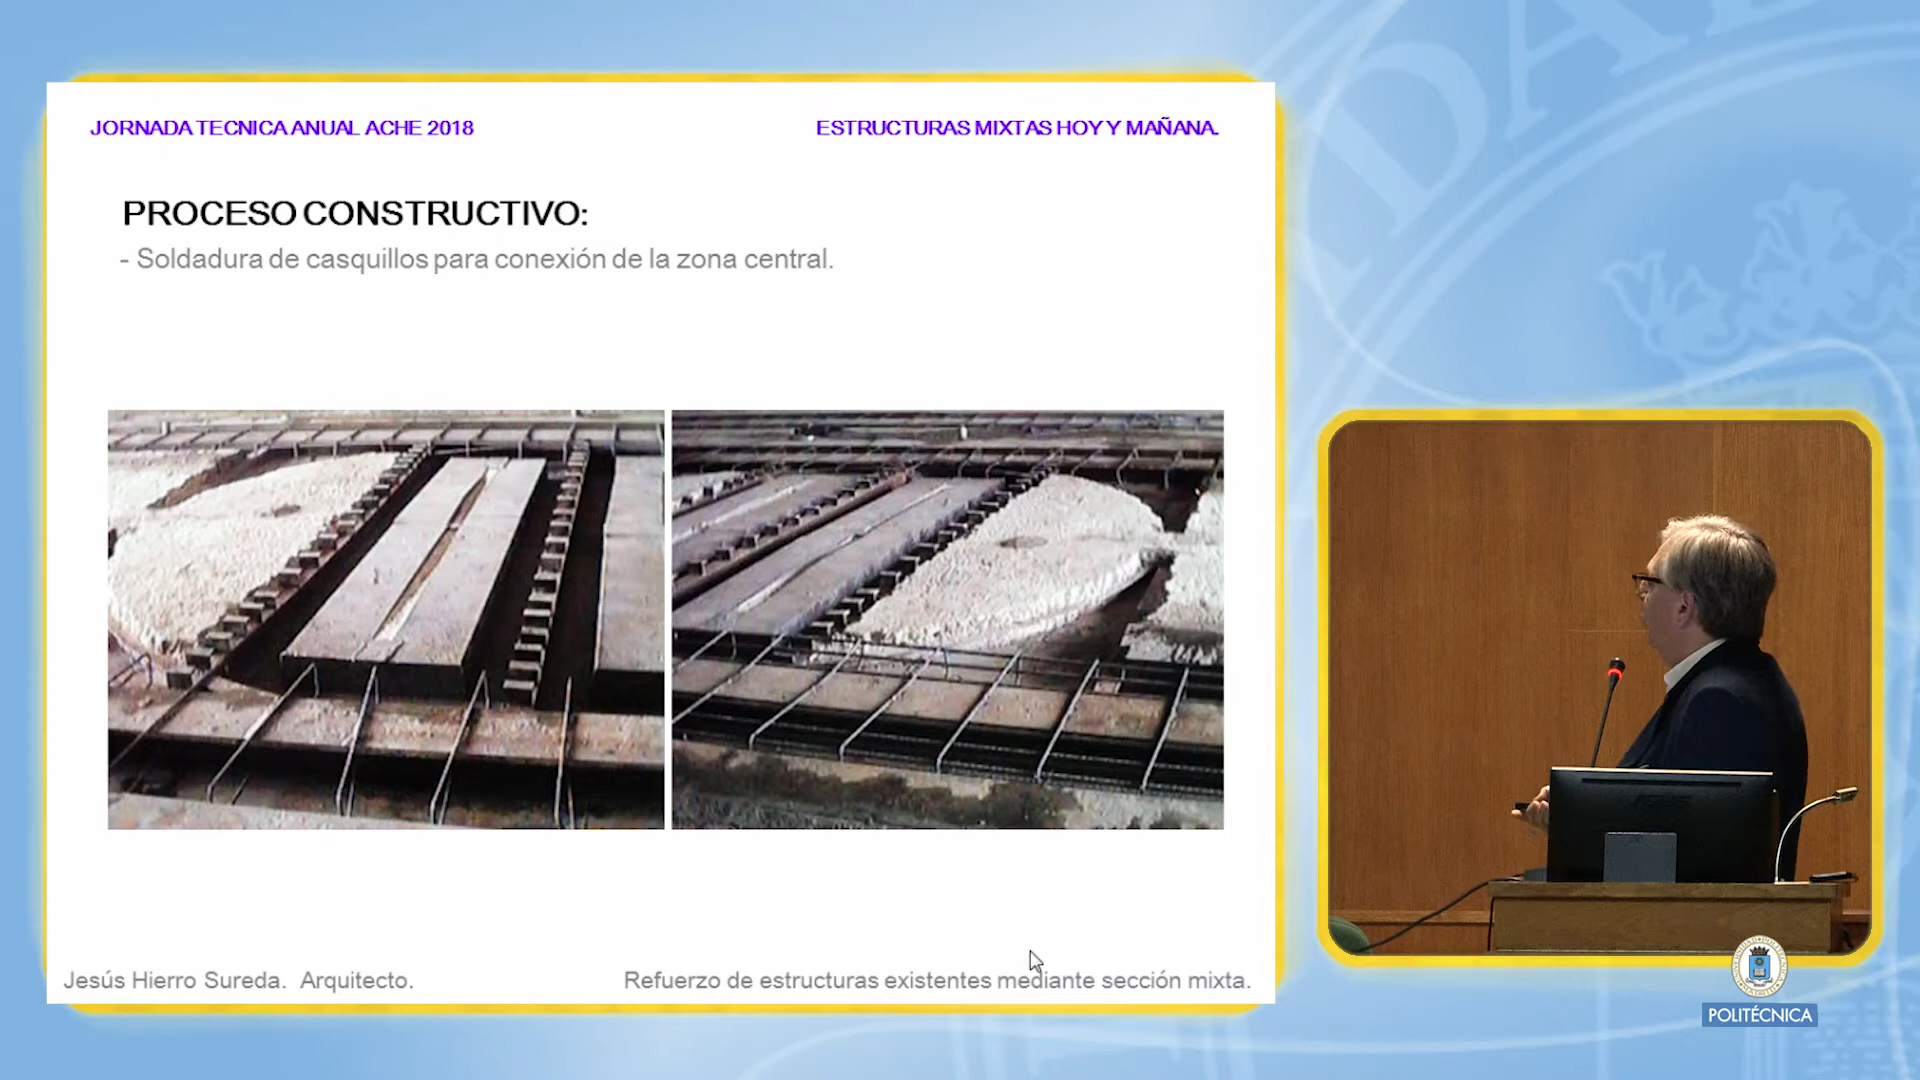 JORNADA TECNICA ANUAL ACHE 2018
ESTRUCTURAS MIXTAS HOY Y MAÑANA.
PROCESO CONSTRUCTIVO:
- Soldadura de casquillos para conexión de la zona central.
Jesús Hierro Sureda. Arquitecto.
Refuerzo de estructuras existentes mediante sección mixta.
POLITÉCNICA